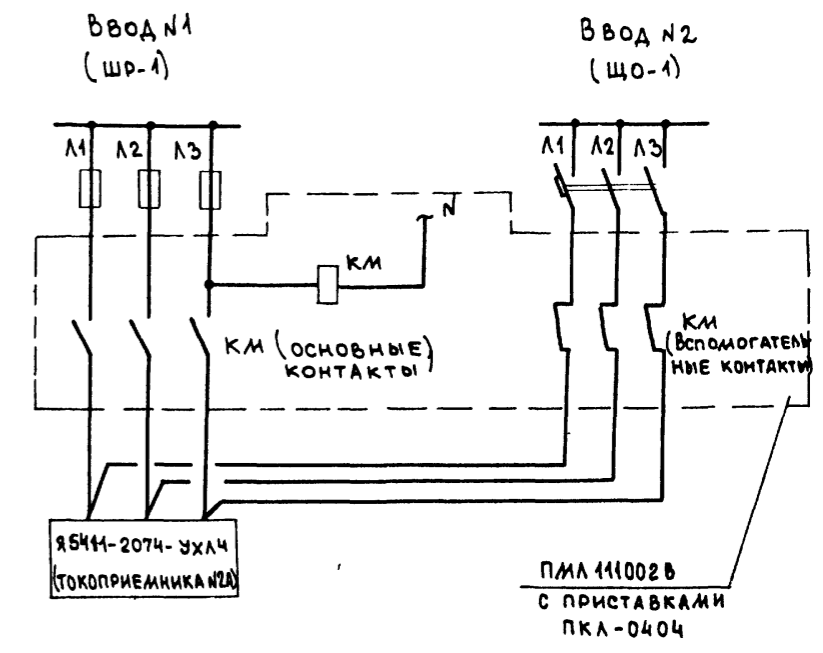 ВВОД N1
(ШР-1)
ВВОД N2
(ЩО-1)
Л1 Л2 Л3
Л1 Л2 Л3
N
КМ
КМ (ОСНОВНЫЕ)
КОНТАКТЫ
КМ
(ВСПОМОГАТЕЛЬ
НЫЕ КОНТАКТЫ
Я5411-2074-УХЛ4
(ТОКОПРИЕМНИКА N2А)
ПМЛ 111002В
С ПРИСТАВКАМИ
ПКЛ-0404